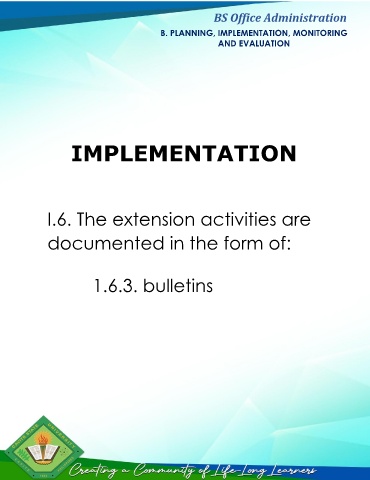 BS Office Administration
B. PLANNING, IMPLEMENTATION, MONITORING
AND EVALUATION
IMPLEMENTATION
I.6. The extension activities are
documented in the form of:
1.6.3. bulletins
Creating a Community of Life-Long Learners